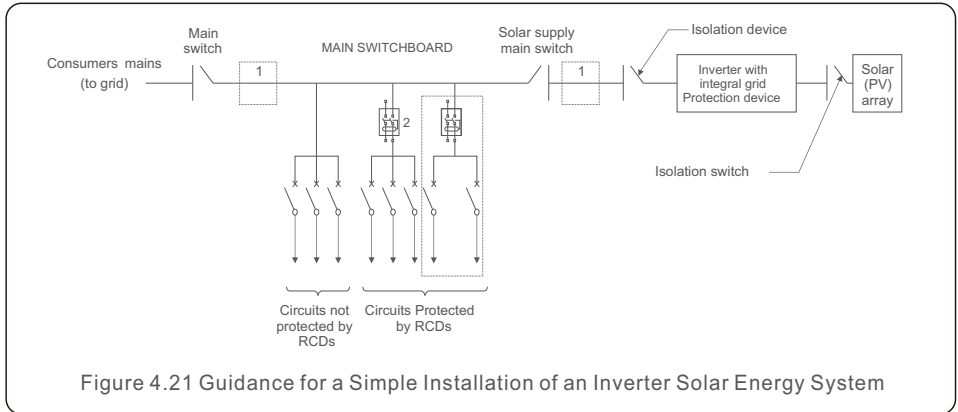 Main
switch
MAIN SWITCHBOARD
Solar supply
main switch
Isolation device
Consumers mains
(to grid)
1
1
Inverter with
integral grid
Protection device
Solar
(PV)
array
2
Isolation switch
Circuits not
protected by
RCDs
Circuits Protected
by RCDs
Figure 4.21 Guidance for a Simple Installation of an Inverter Solar Energy System